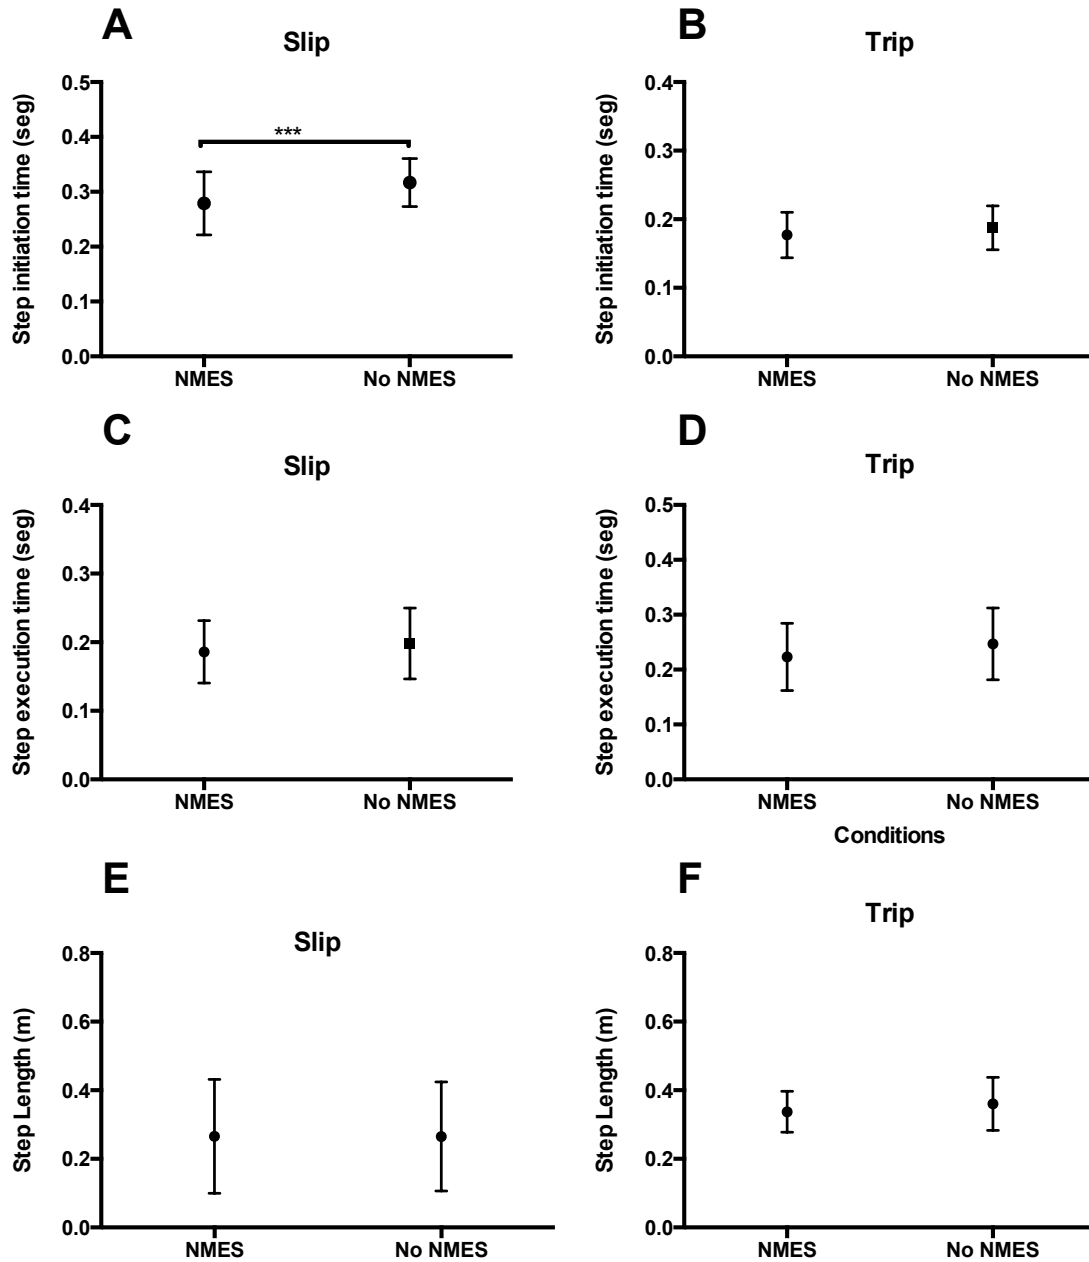 A
Slip
Step initiation time (seg)
0.5
0.4
0.3
0.2
0.1
0.0
***
NMES
No NMES
B
Trip
Step initiation time (seg)
0.4
0.3
0.2
0.1
0.0
NMES
No NMES
C
Slip
Step execution time (seg)
0.4
0.3
0.2
0.1
0.0
NMES
No NMES
D
Trip
Step execution time (seg)
0.5
0.4
0.3
0.2
0.1
0.0
NMES
No NMES
Conditions
E
Slip
Step Length (m)
0.8
0.6
0.4
0.2
0.0
NMES
No NMES
F
Trip
Step Length (m)
0.8
0.6
0.4
0.2
0.0
NMES
No NMES